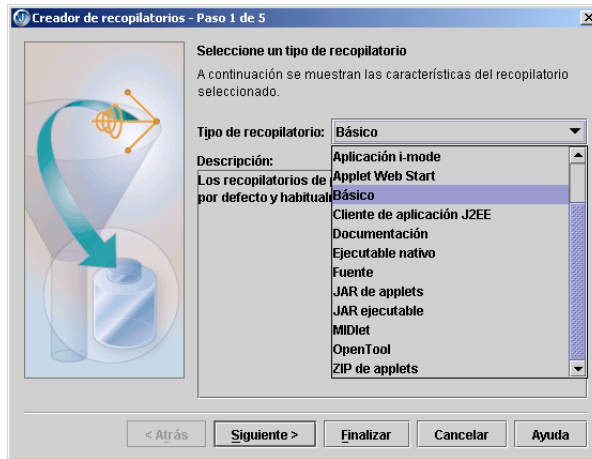 Creador de recopilatorios - Paso 1 de 5
Seleccione un tipo de recopilatorio
A continuación se muestran las características del recopilatorio
seleccionado.
Tipo de recopilatorio: Básico
Descripción:
Los recopilatorios de
por defecto y habitual
Aplicación i-mode
Applet Web Start
Básico
Cliente de aplicación J2EE
Documentación
Ejecutable nativo
Fuente
JAR de applets
JAR ejecutable
MIDlet
OpenTool
ZIP de applets
< Atrás Siguiente > Finalizar Cancelar Ayuda